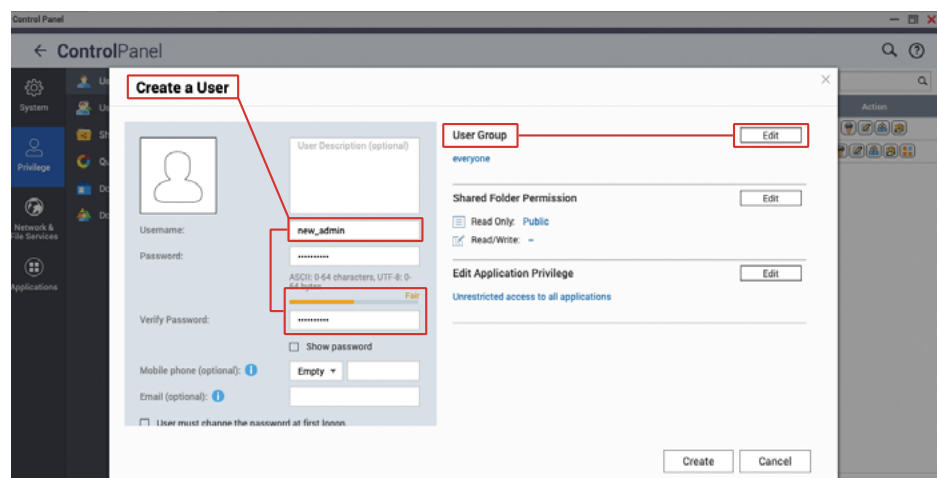 Control Panel
ControlPanel
System
Privilege
Network &
File Services
Applications
Action
Create a User
User Description (optional)
Username:
new_admin
Password:
••••••••••
ASCII: 0-64 characters, UTF-8: 0-
64 bytes
Fair
Verify Password:
••••••••••
Show password
Mobile phone (optional):
Empty
Email (optional):
User must change the password at first logon
User Group
Edit
everyone
Shared Folder Permission
Edit
Read Only: Public
Read/Write: –
Edit Application Privilege
Edit
Unrestricted access to all applications
Create
Cancel